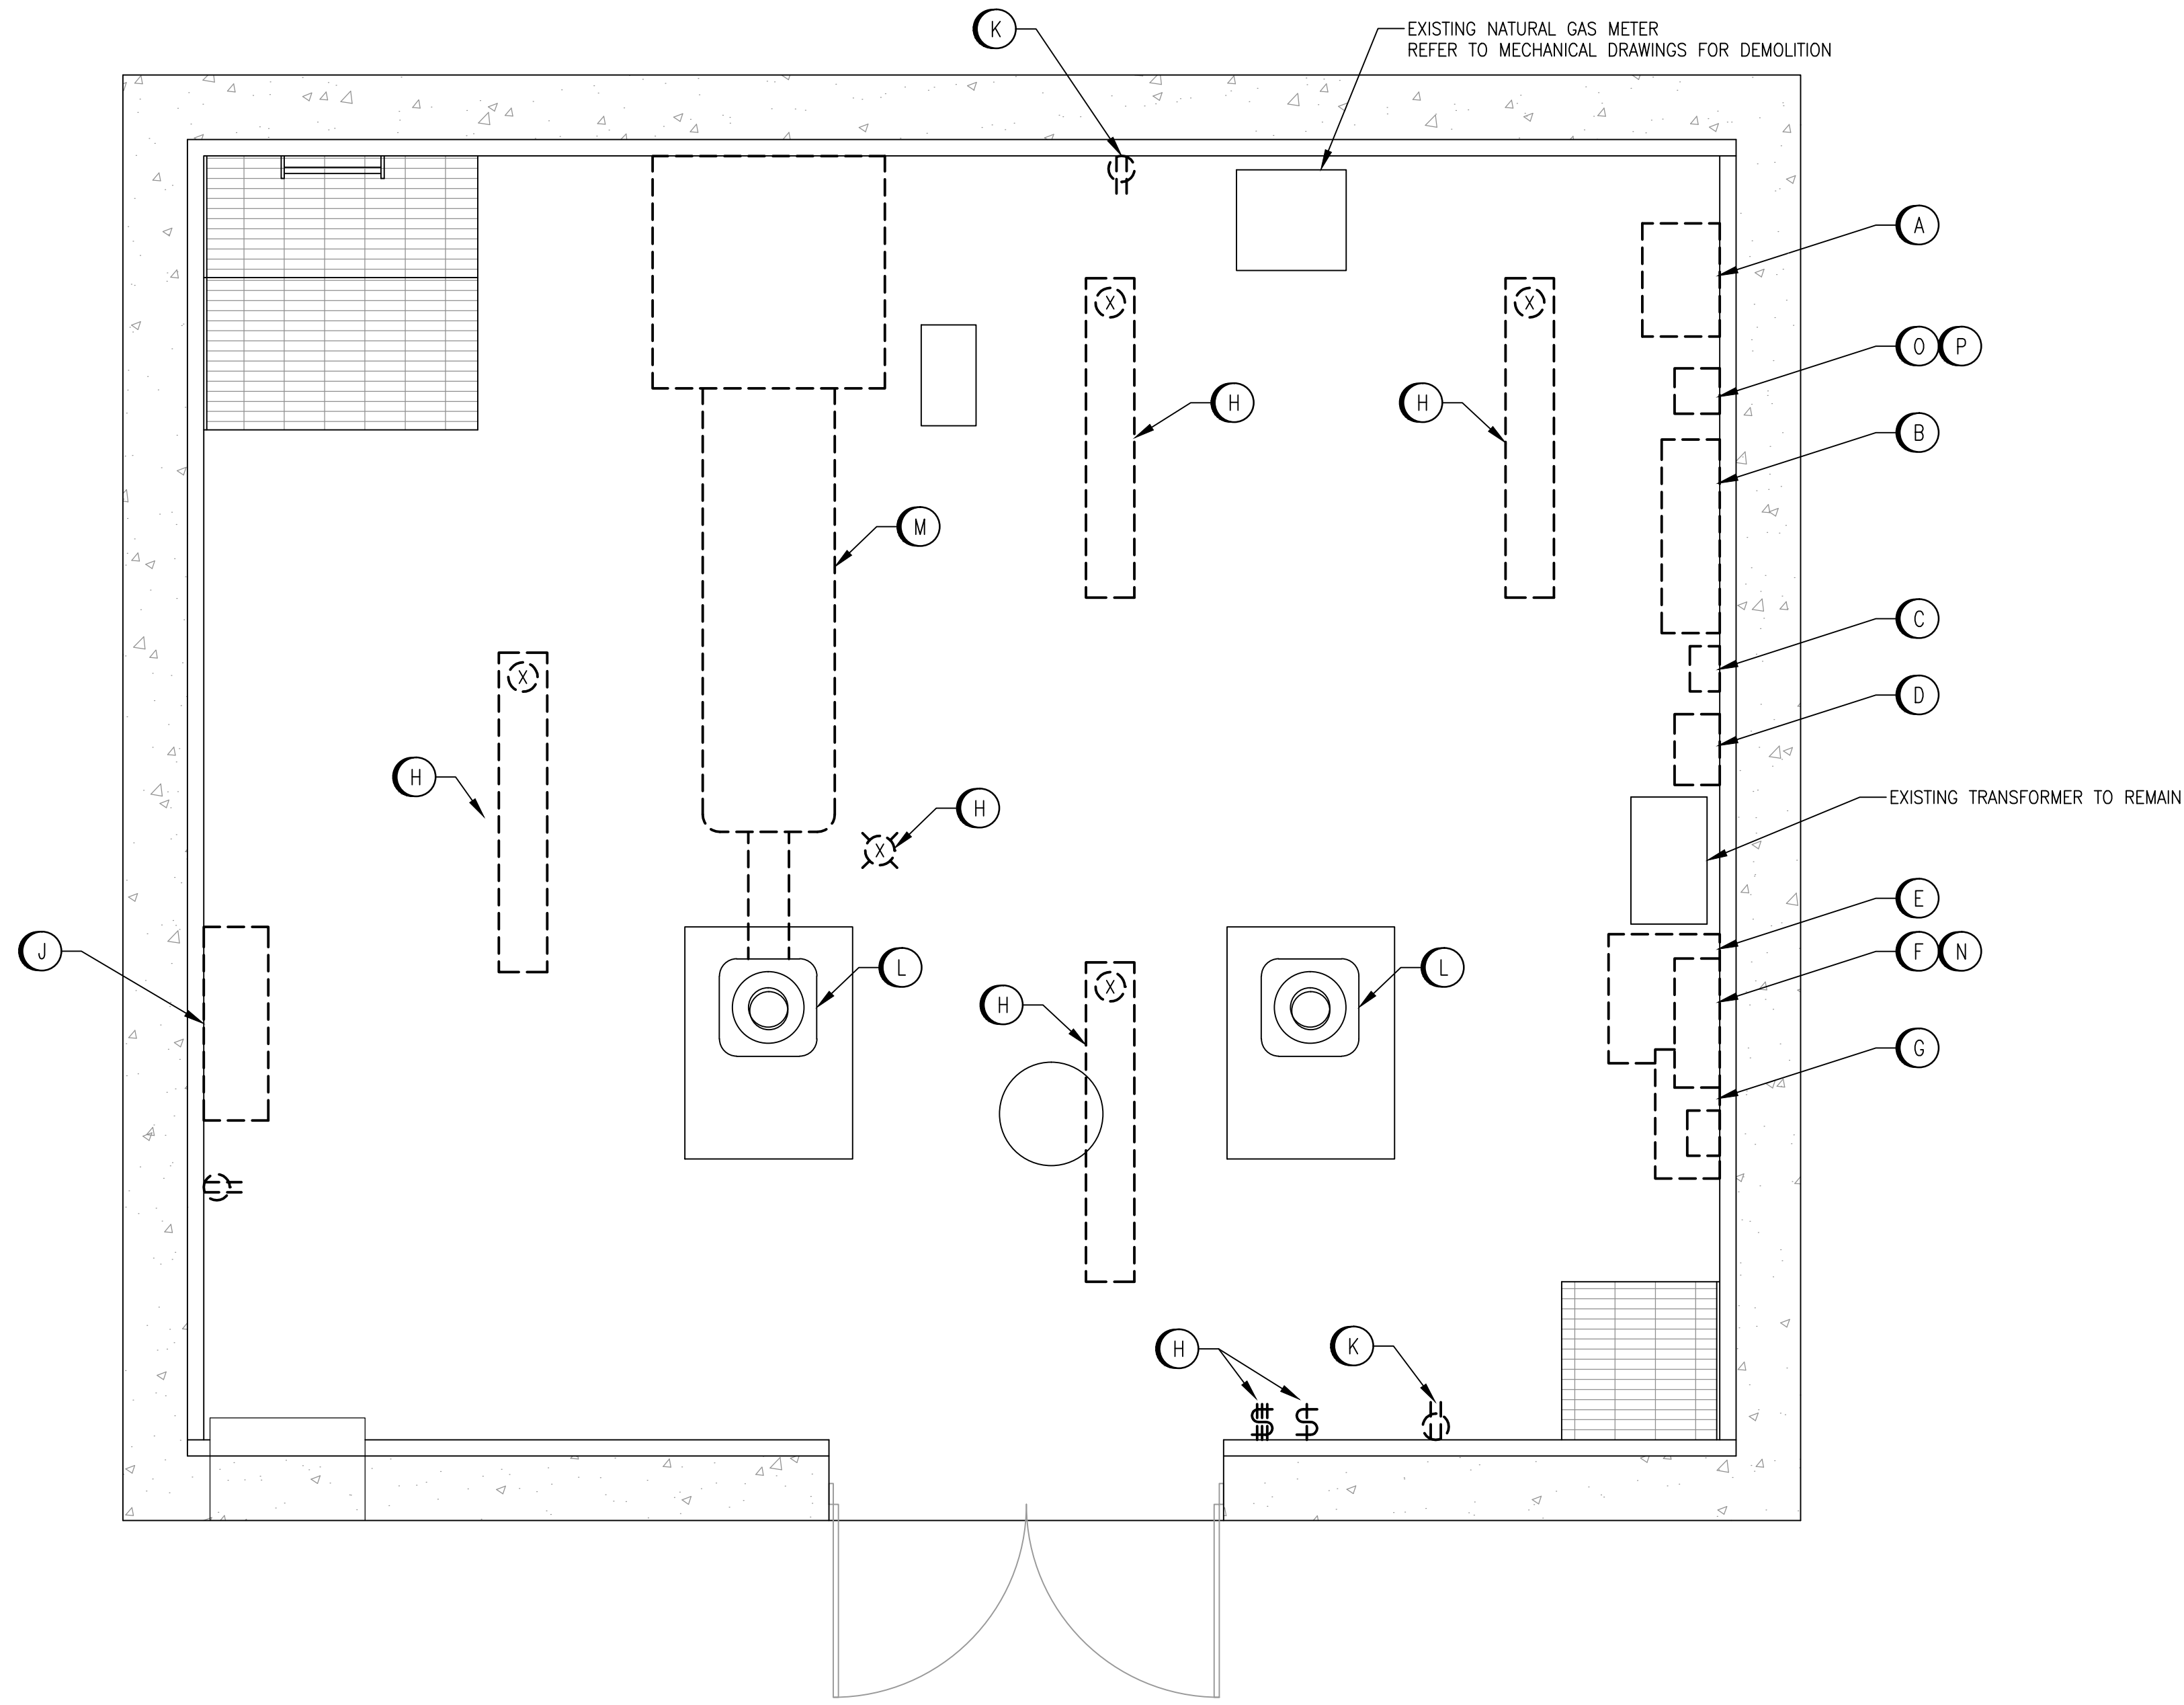 K
EXISTING NATURAL GAS METER
REFER TO MECHANICAL DRAWINGS FOR DEMOLITION
A
X
X
O P
H
H
B
M
C
X
D
H
EXISTING TRANSFORMER TO REMAIN
H
X
E
J
F N
L
L
X
H
G
H
K
$
$